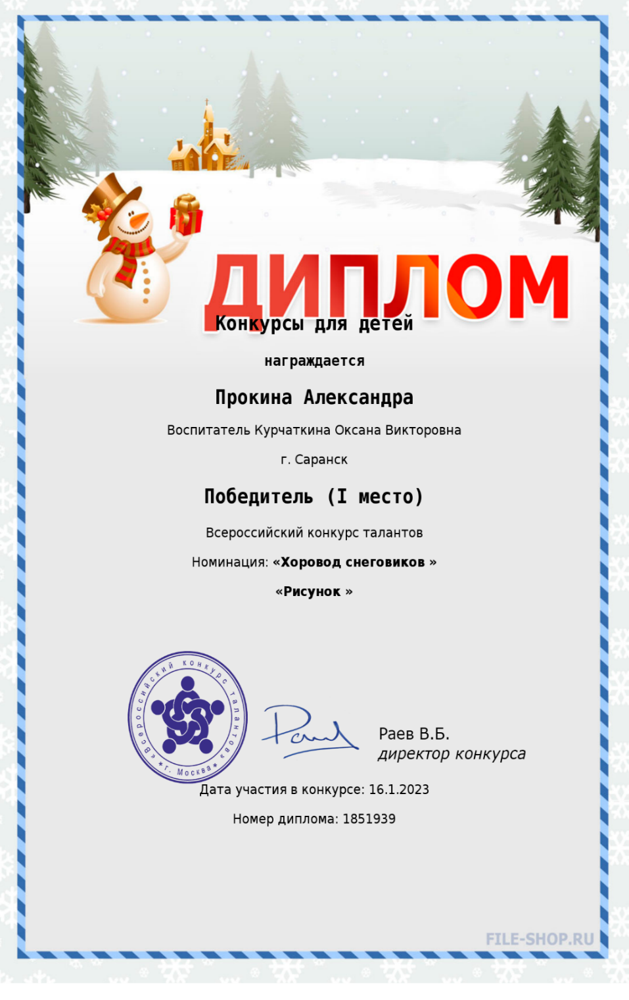 ДИПЛОМ
Конкурсы для детей
награждается
Прокина Александра
Воспитатель Курчаткина Оксана Викторовна
г. Саранск
Победитель (I место)
Всероссийский конкурс талантов
Номинация: «Хоровод снеговиков »
«Рисунок »
«Всероссийский конкурс талантов»
*г. Москва*
Раев В.Б.
директор конкурса
Дата участия в конкурсе: 16.1.2023
Номер диплома: 1851939
FILE-SHOP.RU